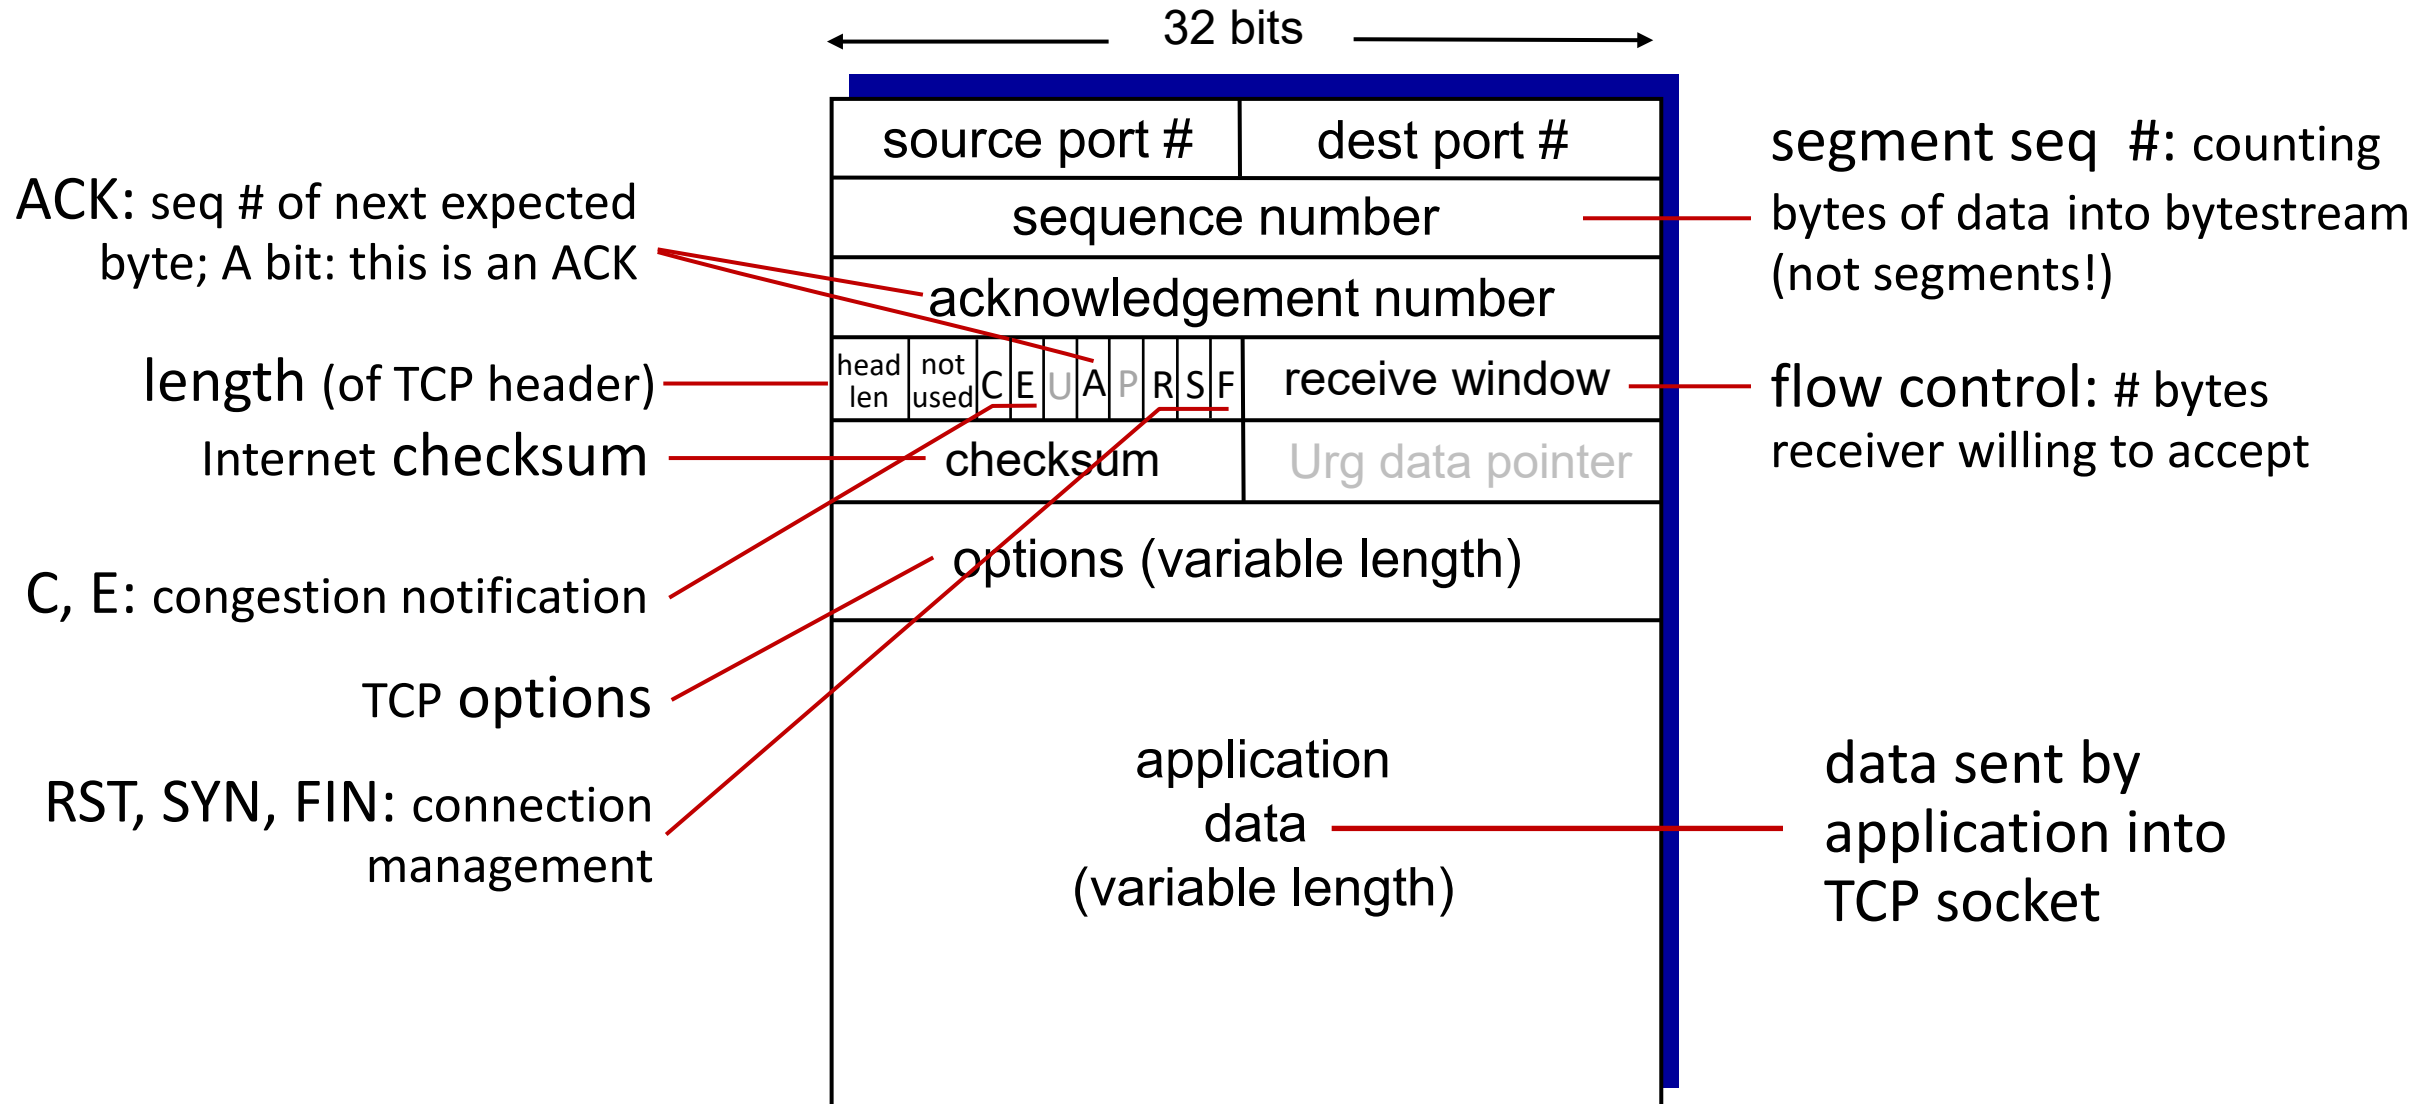 32 bits
source port #
dest port #
sequence number
acknowledgement number
head
len
not
used
C
E
U
A
P
R
S
F
receive window
checksum
Urg data pointer
options (variable length)
application
data
(variable length)
ACK: seq # of next expected
byte; A bit: this is an ACK
length (of TCP header)
Internet checksum
C, E: congestion notification
TCP options
RST, SYN, FIN: connection
management
segment seq #: counting
bytes of data into bytestream
(not segments!)
flow control: # bytes
receiver willing to accept
data sent by
application into
TCP socket